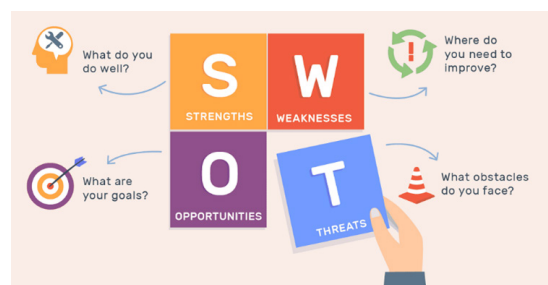 What do you
do well?
S
STRENGTHS
W
WEAKNESSES
Where do
you need to
improve?
What are
your goals?
O
OPPORTUNITIES
T
THREATS
What obstacles
do you face?